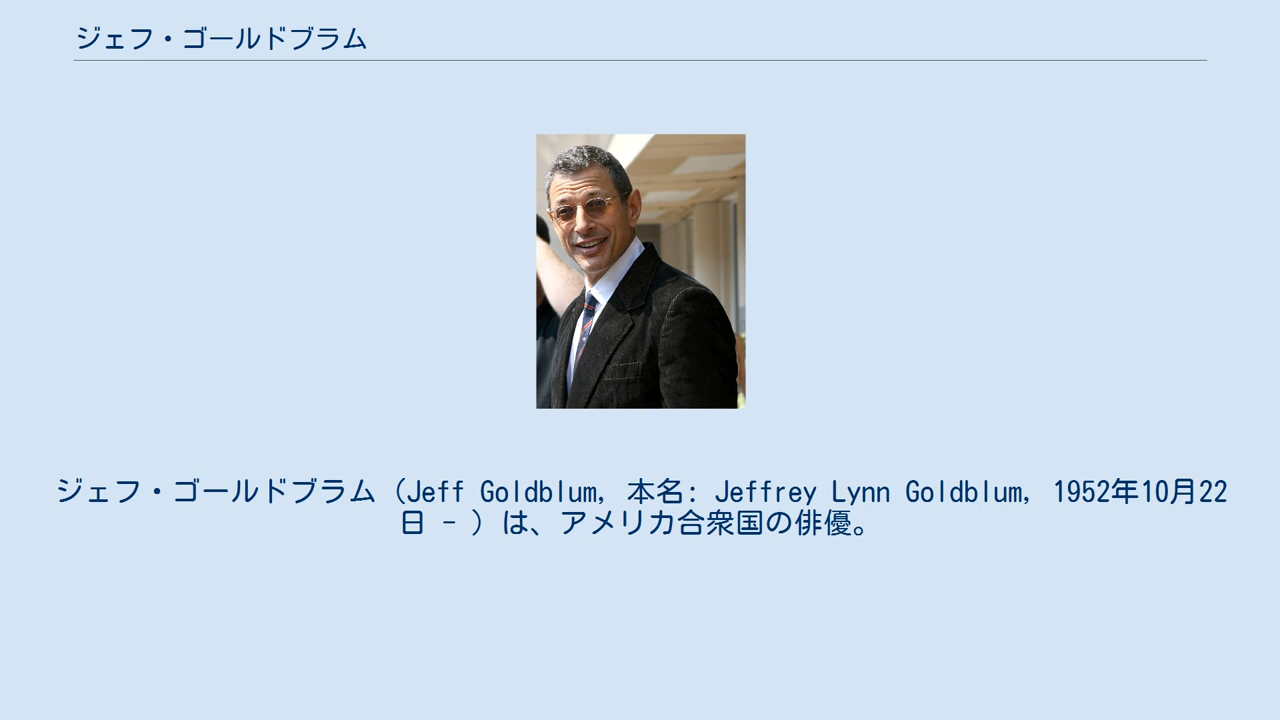 ジェフ・ゴールドブラム
ジェフ・ゴールドブラム（Jeff Goldblum, 本名: Jeffrey Lynn Goldblum, 1952年10月22
日 - ）は、アメリカ合衆国の俳優。